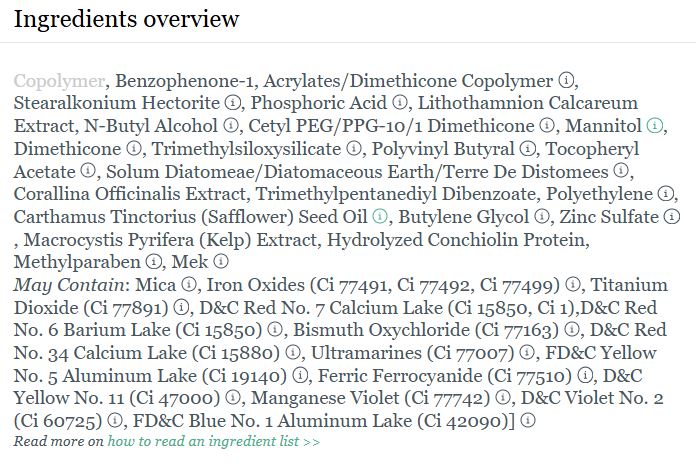 Ingredients overview
Copolymer, Benzophenone-1, Acrylates/Dimethicone Copolymer ⓘ,
Stearalkonium Hectorite ⓘ, Phosphoric Acid ⓘ, Lithothamnion Calcareum
Extract, N-Butyl Alcohol ⓘ, Cetyl PEG/PPG-10/1 Dimethicone ⓘ, Mannitol ⓘ,
Dimethicone ⓘ, Trimethylsiloxysilicate ⓘ, Polyvinyl Butyral ⓘ, Tocopheryl
Acetate ⓘ, Solum Diatomeae/Diatomaceous Earth/Terre De Distomees ⓘ,
Corallina Officinalis Extract, Trimethylpentanediyl Dibenzoate, Polyethylene ⓘ,
Carthamus Tinctorius (Safflower) Seed Oil ⓘ, Butylene Glycol ⓘ, Zinc Sulfate ⓘ
, Macrocystis Pyrifera (Kelp) Extract, Hydrolyzed Conchiolin Protein,
Methylparaben ⓘ, Mek ⓘ
May Contain: Mica ⓘ, Iron Oxides (Ci 77491, Ci 77492, Ci 77499) ⓘ, Titanium
Dioxide (Ci 77891) ⓘ, D&C Red No. 7 Calcium Lake (Ci 15850, Ci 1),D&C Red
No. 6 Barium Lake (Ci 15850) ⓘ, Bismuth Oxychloride (Ci 77163) ⓘ, D&C Red
No. 34 Calcium Lake (Ci 15880) ⓘ, Ultramarines (Ci 77007) ⓘ, FD&C Yellow
No. 5 Aluminum Lake (Ci 19140) ⓘ, Ferric Ferrocyanide (Ci 77510) ⓘ, D&C
Yellow No. 11 (Ci 47000) ⓘ, Manganese Violet (Ci 77742) ⓘ, D&C Violet No. 2
(Ci 60725) ⓘ, FD&C Blue No. 1 Aluminum Lake (Ci 42090)] ⓘ
Read more on how to read an ingredient list >>